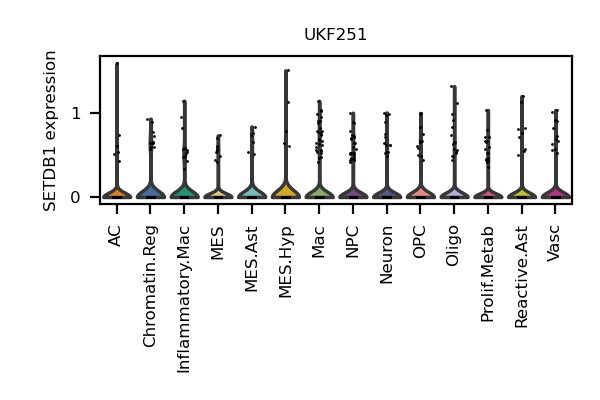 UKF251
SETDB1 expression
1
0
AC
Chromatin.Reg
Inflammatory.Mac
MES
MES.Ast
MES.Hyp
Mac
NPC
Neuron
OPC
Oligo
Prolif.Metab
Reactive.Ast
Vasc